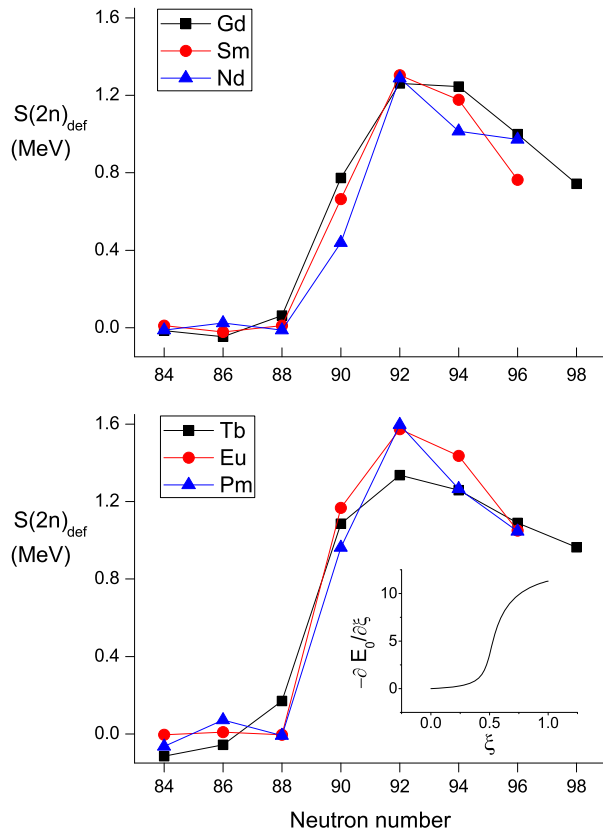 1.6
1.2
0.8
0.4
0.0
S(2n)def
(MeV)
Gd
Sm
Nd
84 86 88 90 92 94 96 98
1.6
1.2
0.8
0.4
0.0
S(2n)def
(MeV)
Tb
Eu
Pm
10
5
0
−∂ E0/∂ξ
0.0 0.5 1.0
ξ
84 86 88 90 92 94 96 98
Neutron number